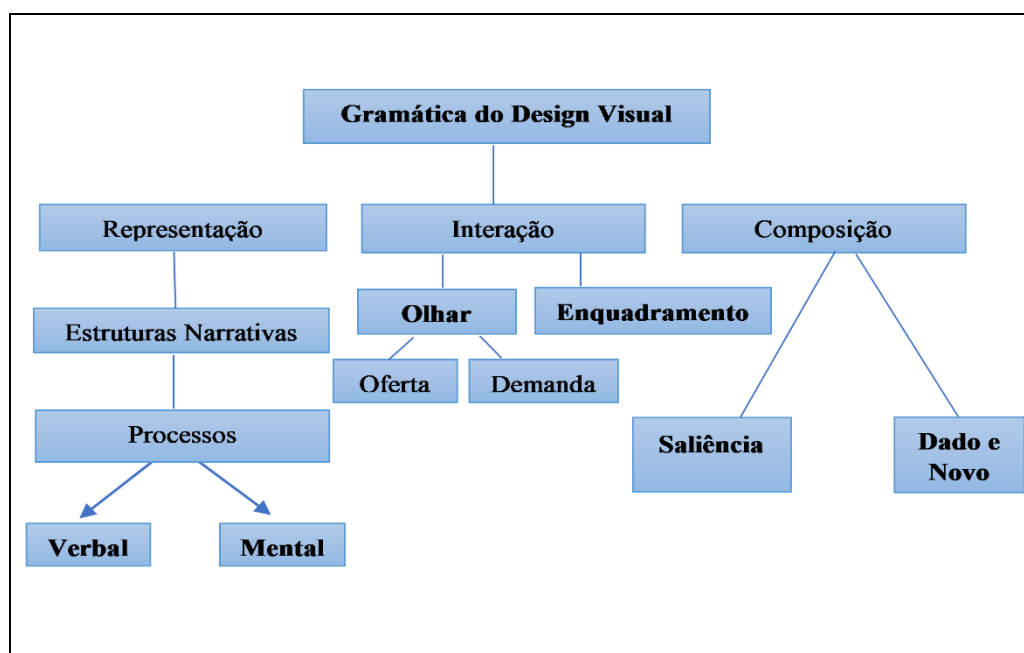 Gramática do Design Visual
Representação
Interação
Composição
Estruturas Narrativas
Olhar
Enquadramento
Oferta
Demanda
Processos
Saliência
Dado e
Novo
Verbal
Mental